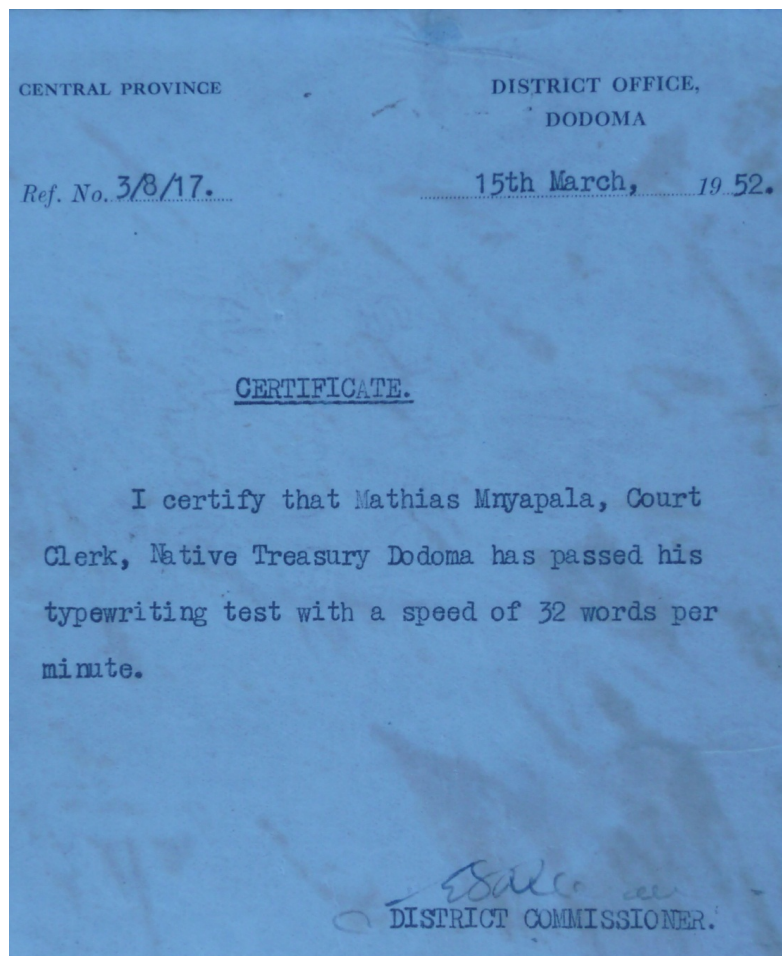 CENTRAL PROVINCE
DISTRICT OFFICE,
DODOMA
Ref. No. 3/8/17.
15th March, 1952.
CERTIFICATE.
I certify that Mathias Mnyapala, Court
Clerk, Native Treasury Dodoma has passed his
typewriting test with a speed of 32 words per
minute.
DISTRICT COMMISSIONER.